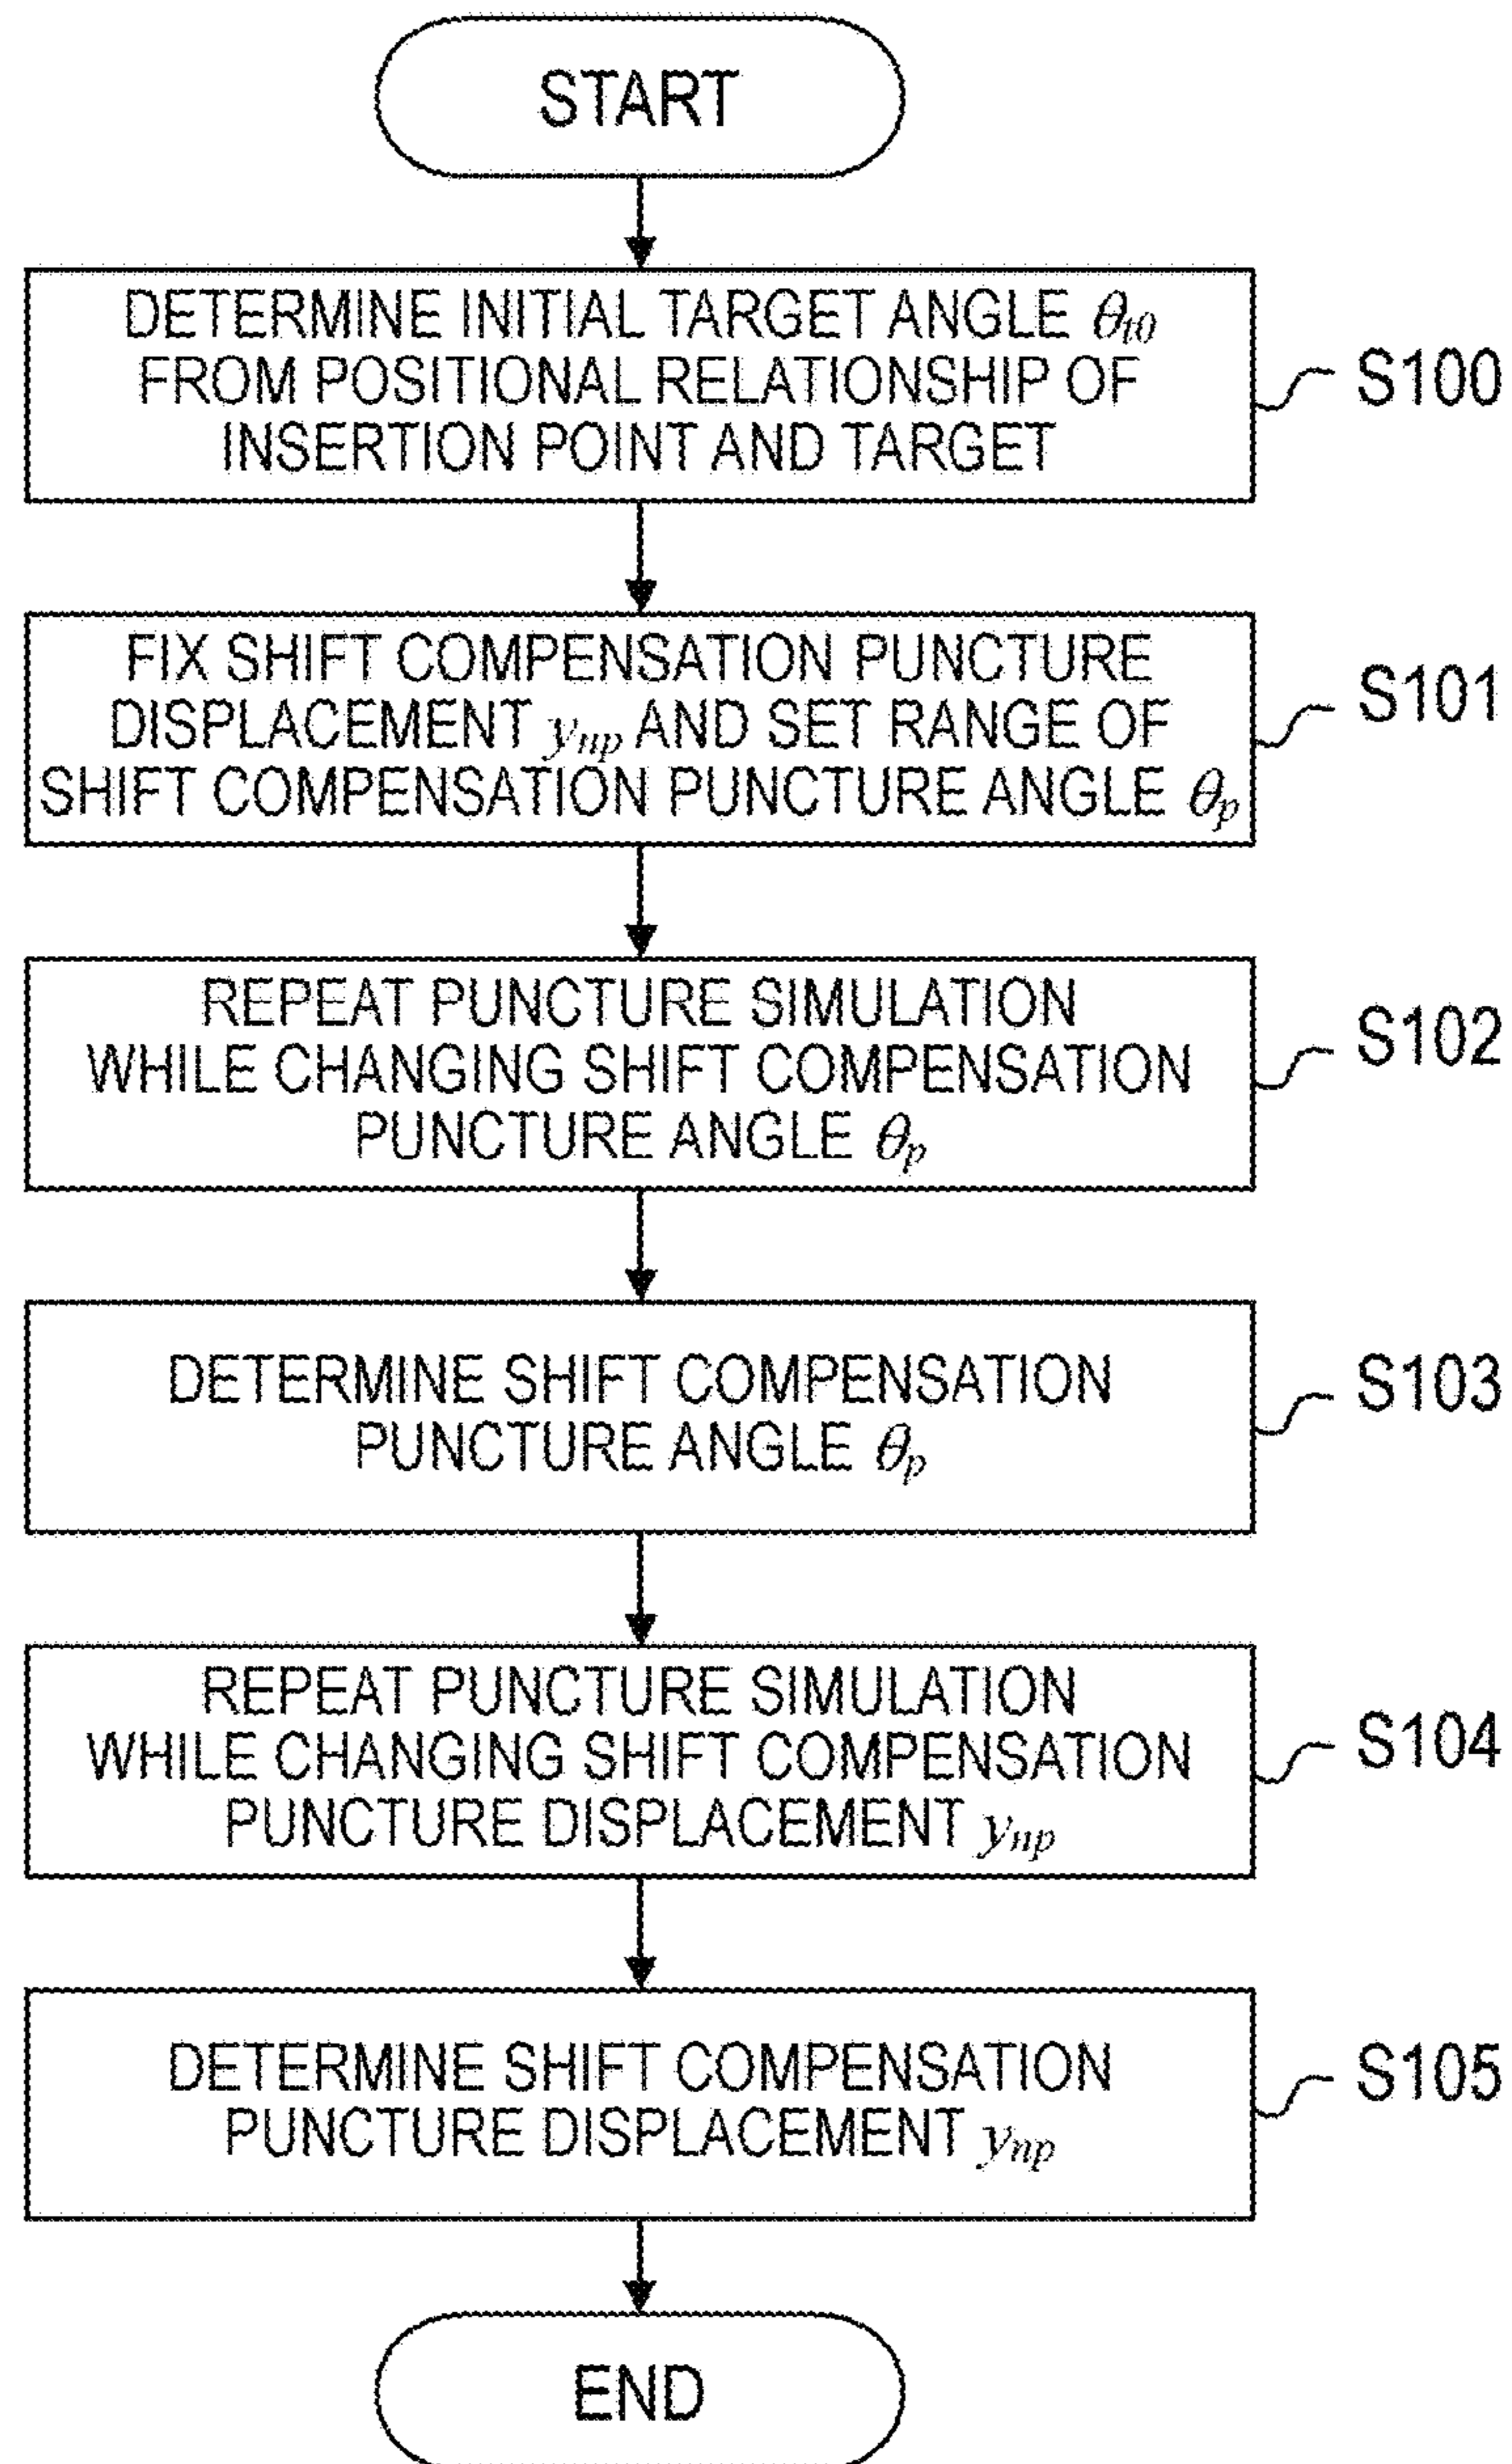 START
DETERMINE INITIAL TARGET ANGLE θt0
FROM POSITIONAL RELATIONSHIP OF
INSERTION POINT AND TARGET
S100
FIX SHIFT COMPENSATION PUNCTURE
DISPLACEMENT ynp AND SET RANGE OF
SHIFT COMPENSATION PUNCTURE ANGLE θp
S101
REPEAT PUNCTURE SIMULATION
WHILE CHANGING SHIFT COMPENSATION
PUNCTURE ANGLE θp
S102
DETERMINE SHIFT COMPENSATION
PUNCTURE ANGLE θp
S103
REPEAT PUNCTURE SIMULATION
WHILE CHANGING SHIFT COMPENSATION
PUNCTURE DISPLACEMENT ynp
S104
DETERMINE SHIFT COMPENSATION
PUNCTURE DISPLACEMENT ynp
S105
END